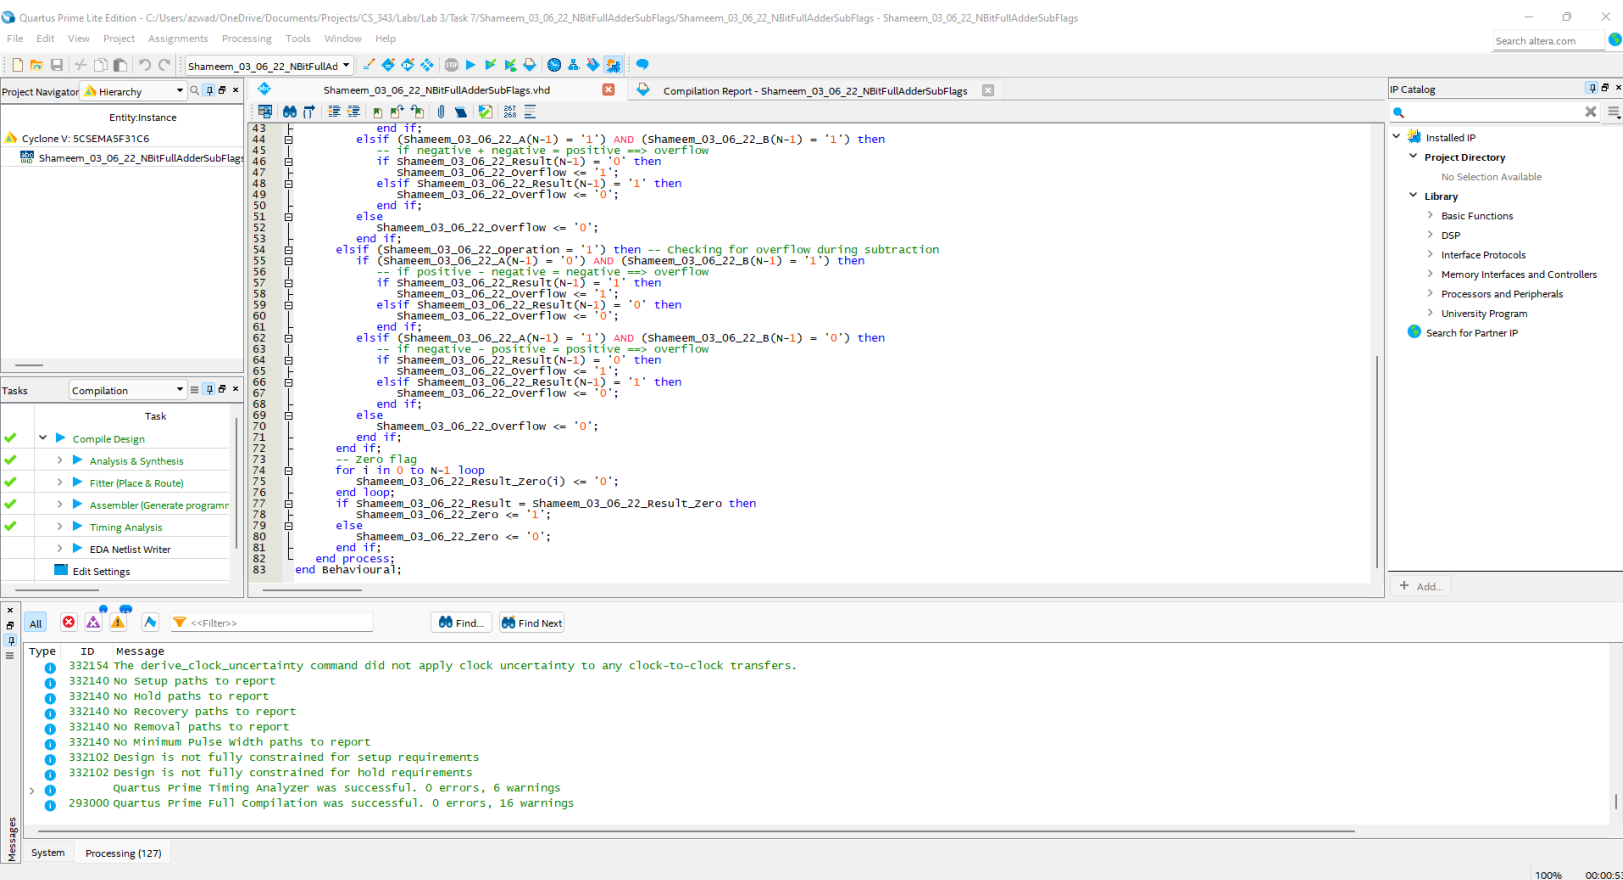 Quartus Prime Lite Edition - C:/Users/azwad/OneDrive/Documents/Projects/CS_343/Labs/Lab 3/Task 7/Shameem_03_06_22_NBitFullAdderSubFlags/Shameem_03_06_22_NBitFullAdderSubFlags - Shameem_03_06_22_NBitFullAdderSubFlags
File Edit View Project Assignments Processing Tools Window Help
Search altera.com
Shameem_03_06_22_NBitFullAd
Project Navigator Hierarchy
Shameem_03_06_22_NBitFullAdderSubFlags.vhd
Compilation Report - Shameem_03_06_22_NBitFullAdderSubFlags
IP Catalog
Entity:Instance
Cyclone V: 5CSEMA5F31C6
Shameem_03_06_22_NBitFullAdderSubFlags
Tasks Compilation
Task
Compile Design
Analysis & Synthesis
Fitter (Place & Route)
Assembler (Generate programm
Timing Analysis
EDA Netlist Writer
Edit Settings
267
268
43 end if;
44 elsif (Shameem_03_06_22_A(N-1) = '1') AND (Shameem_03_06_22_B(N-1) = '1') then
45 -- if negative + negative = positive ==> overflow
46 if Shameem_03_06_22_Result(N-1) = '0' then
47 Shameem_03_06_22_Overflow <= '1';
48 elsif Shameem_03_06_22_Result(N-1) = '1' then
49 Shameem_03_06_22_Overflow <= '0';
50 end if;
51 else
52 Shameem_03_06_22_Overflow <= '0';
53 end if;
54 elsif (Shameem_03_06_22_Operation = '1') then -- Checking for overflow during subtraction
55 if (Shameem_03_06_22_A(N-1) = '0') AND (Shameem_03_06_22_B(N-1) = '1') then
56 -- if positive - negative = negative ==> overflow
57 if Shameem_03_06_22_Result(N-1) = '1' then
58 Shameem_03_06_22_Overflow <= '1';
59 elsif Shameem_03_06_22_Result(N-1) = '0' then
60 Shameem_03_06_22_Overflow <= '0';
61 end if;
62 elsif (Shameem_03_06_22_A(N-1) = '1') AND (Shameem_03_06_22_B(N-1) = '0') then
63 -- if negative - positive = positive ==> overflow
64 if Shameem_03_06_22_Result(N-1) = '0' then
65 Shameem_03_06_22_Overflow <= '1';
66 elsif Shameem_03_06_22_Result(N-1) = '1' then
67 Shameem_03_06_22_Overflow <= '0';
68 end if;
69 else
70 Shameem_03_06_22_Overflow <= '0';
71 end if;
72 end if;
73 -- Zero flag
74 for i in 0 to N-1 loop
75 Shameem_03_06_22_Result_Zero(i) <= '0';
76 end loop;
77 if Shameem_03_06_22_Result = Shameem_03_06_22_Result_Zero then
78 Shameem_03_06_22_Zero <= '1';
79 else
80 Shameem_03_06_22_Zero <= '0';
81 end if;
82 end process;
83 end Behavioural;
Installed IP
Project Directory
No Selection Available
Library
Basic Functions
DSP
Interface Protocols
Memory Interfaces and Controllers
Processors and Peripherals
University Program
Search for Partner IP
+ Add...
All <<Filter>> Find... Find Next
Type ID Message
332154 The derive_clock_uncertainty command did not apply clock uncertainty to any clock-to-clock transfers.
332140 No Setup paths to report
332140 No Hold paths to report
332140 No Recovery paths to report
332140 No Removal paths to report
332140 No Minimum Pulse Width paths to report
332102 Design is not fully constrained for setup requirements
332102 Design is not fully constrained for hold requirements
Quartus Prime Timing Analyzer was successful. 0 errors, 6 warnings
293000 Quartus Prime Full Compilation was successful. 0 errors, 16 warnings
Messages
System Processing (127)
100% 00:00:5